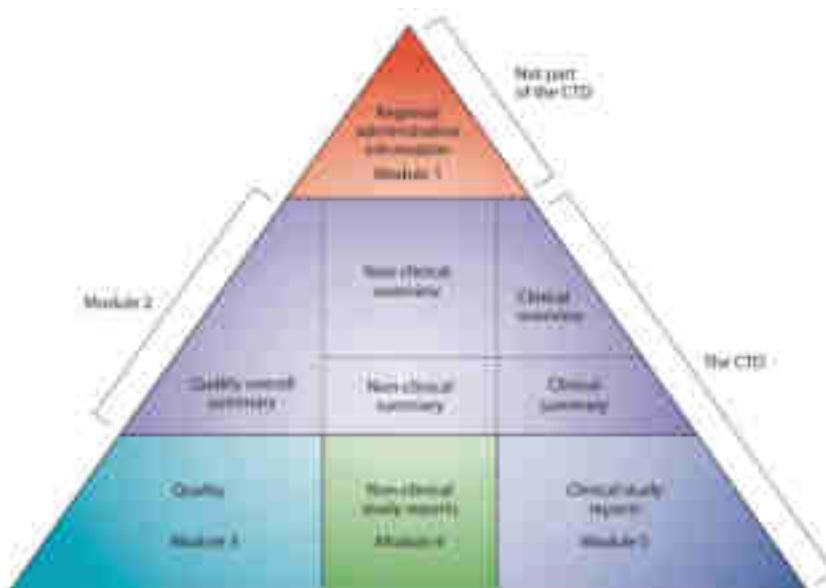 Not part
of the CTD
Regional
administrative
information
Module 1
Module 2
Non-clinical
summary
Clinical
overview
The CTD
Quality overall
summary
Non-clinical
summary
Clinical
summary
Quality
Module 3
Non-clinical
study reports
Module 4
Clinical study
reports
Module 5